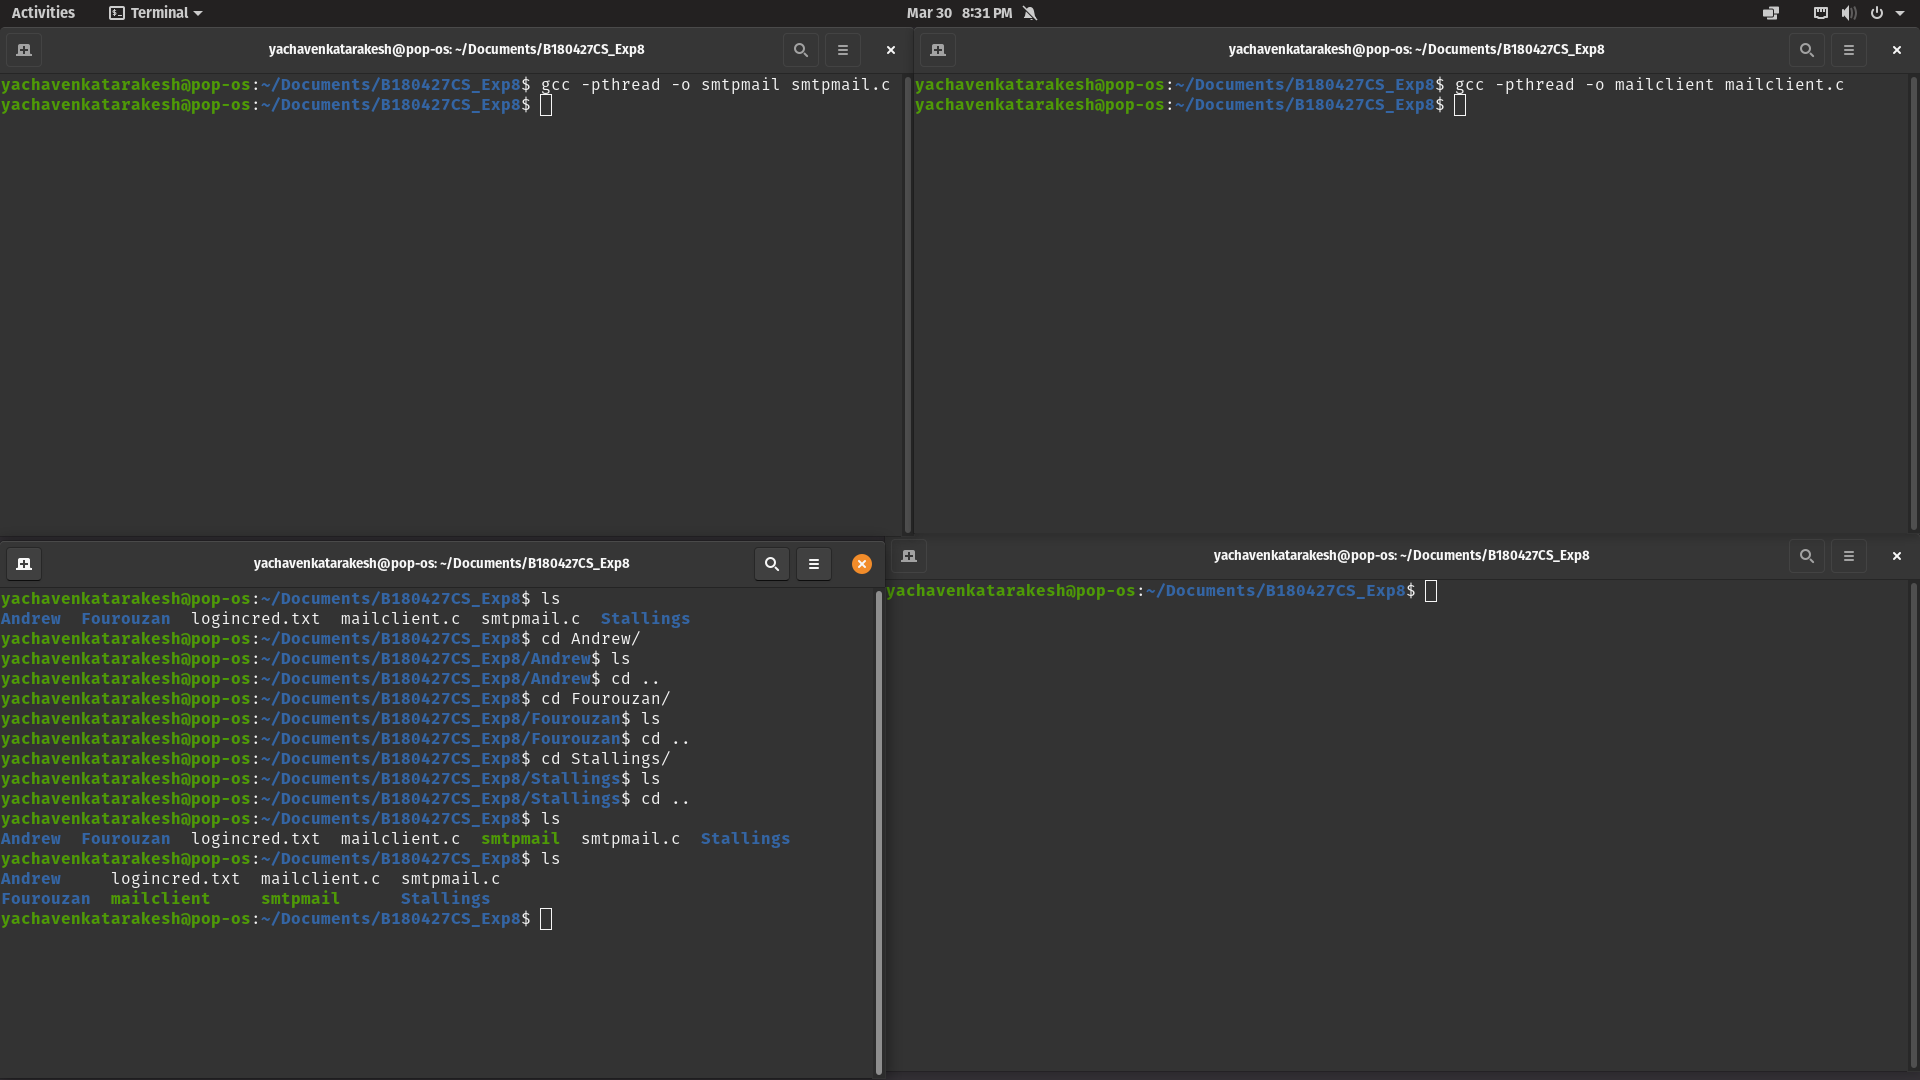 Activities Terminal Mar 30 8:31 PM
yachavenkatarakesh@pop-os: ~/Documents/B180427CS_Exp8
yachavenkatarakesh@pop-os:~/Documents/B180427CS_Exp8$ gcc -pthread -o smtpmail smtpmail.c
yachavenkatarakesh@pop-os:~/Documents/B180427CS_Exp8$
yachavenkatarakesh@pop-os: ~/Documents/B180427CS_Exp8
yachavenkatarakesh@pop-os:~/Documents/B180427CS_Exp8$ gcc -pthread -o mailclient mailclient.c
yachavenkatarakesh@pop-os:~/Documents/B180427CS_Exp8$
yachavenkatarakesh@pop-os: ~/Documents/B180427CS_Exp8
yachavenkatarakesh@pop-os:~/Documents/B180427CS_Exp8$ ls
Andrew  Fourouzan  logincred.txt  mailclient.c  smtpmail.c  Stallings
yachavenkatarakesh@pop-os:~/Documents/B180427CS_Exp8$ cd Andrew/
yachavenkatarakesh@pop-os:~/Documents/B180427CS_Exp8/Andrew$ ls
yachavenkatarakesh@pop-os:~/Documents/B180427CS_Exp8/Andrew$ cd ..
yachavenkatarakesh@pop-os:~/Documents/B180427CS_Exp8$ cd Fourouzan/
yachavenkatarakesh@pop-os:~/Documents/B180427CS_Exp8/Fourouzan$ ls
yachavenkatarakesh@pop-os:~/Documents/B180427CS_Exp8/Fourouzan$ cd ..
yachavenkatarakesh@pop-os:~/Documents/B180427CS_Exp8$ cd Stallings/
yachavenkatarakesh@pop-os:~/Documents/B180427CS_Exp8/Stallings$ ls
yachavenkatarakesh@pop-os:~/Documents/B180427CS_Exp8/Stallings$ cd ..
yachavenkatarakesh@pop-os:~/Documents/B180427CS_Exp8$ ls
Andrew  Fourouzan  logincred.txt  mailclient.c  smtpmail  smtpmail.c  Stallings
yachavenkatarakesh@pop-os:~/Documents/B180427CS_Exp8$ ls
Andrew     logincred.txt  mailclient.c  smtpmail.c
Fourouzan  mailclient     smtpmail      Stallings
yachavenkatarakesh@pop-os:~/Documents/B180427CS_Exp8$
yachavenkatarakesh@pop-os: ~/Documents/B180427CS_Exp8
yachavenkatarakesh@pop-os:~/Documents/B180427CS_Exp8$